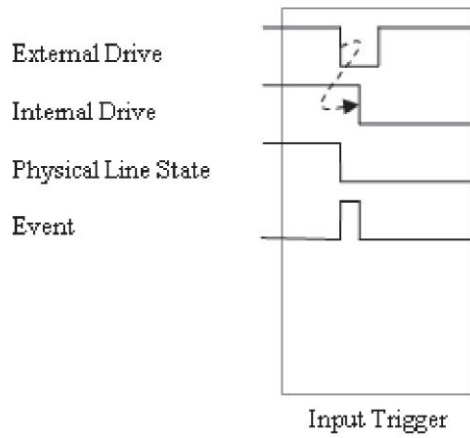 External Drive
Internal Drive
Physical Line State
Event
Input Trigger